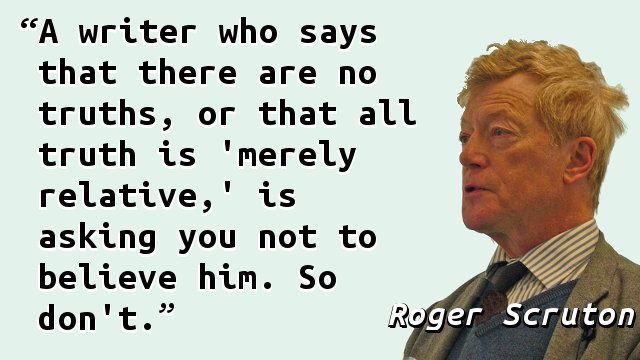 “A writer who says
that there are no
truths, or that all
truth is 'merely
relative,' is
asking you not to
believe him. So
don't.”
Roger Scruton